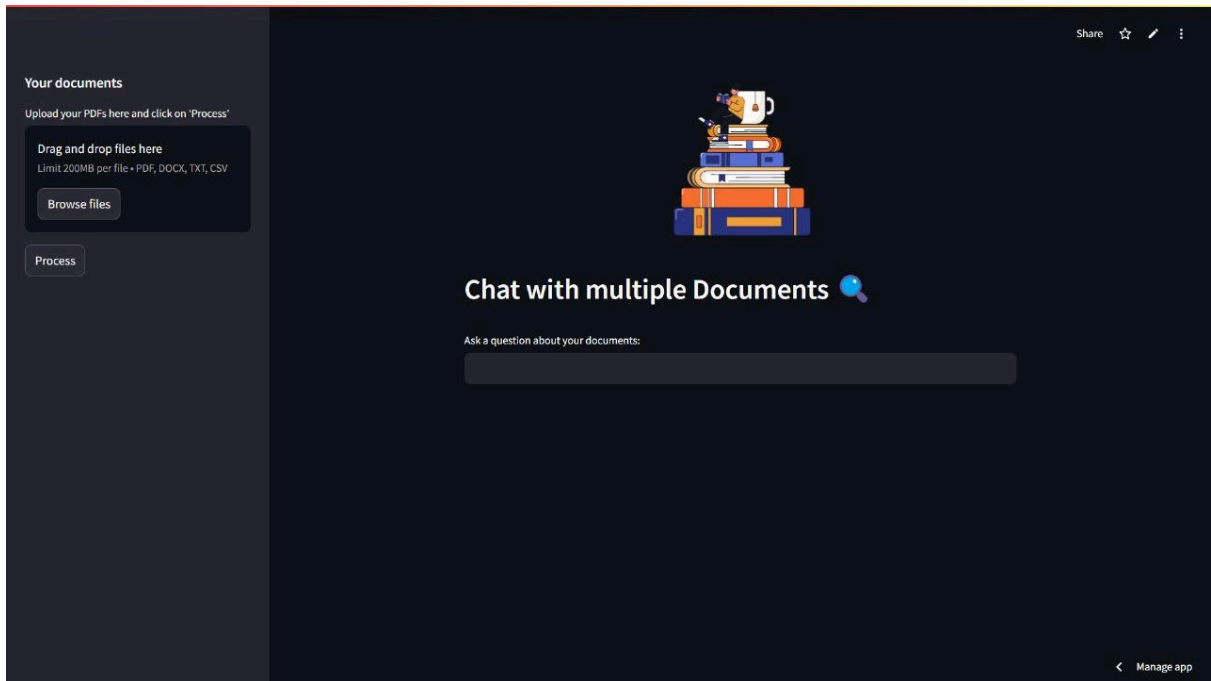 Share
Your documents
Upload your PDFs here and click on 'Process'
Drag and drop files here
Limit 200MB per file • PDF, DOCX, TXT, CSV
Browse files
Process
Chat with multiple Documents
Ask a question about your documents:
Manage app